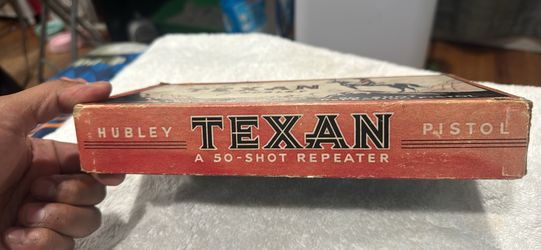 TEXAN
HUBLEY TEXAN PISTOL
A 50-SHOT REPEATER